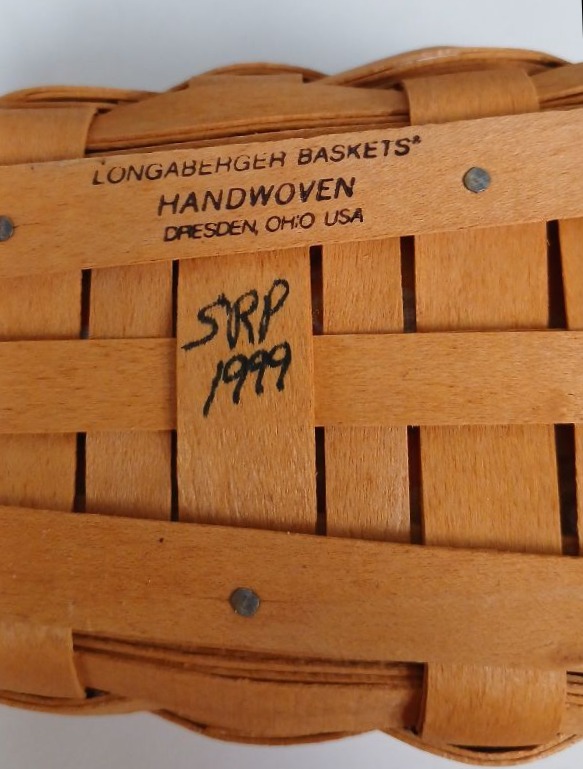 LONGABERGER BASKETS®
HANDWOVEN
DRESDEN, OHIO USA
SRP
1999